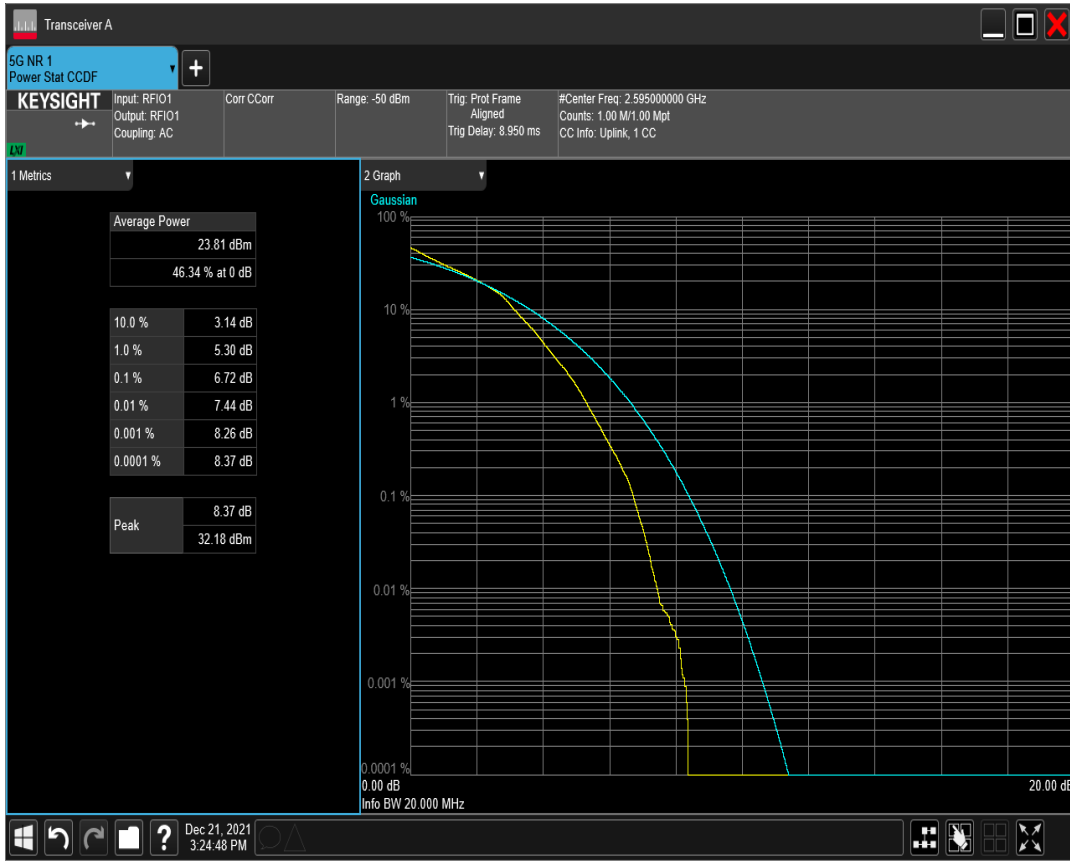 Transceiver A
5G NR 1
Power Stat CCDF
KEYSIGHT
LXI
Input: RFIO1
Output: RFIO1
Coupling: AC
Corr CCorr
Range: -50 dBm
Trig: Prot Frame
Aligned
Trig Delay: 8.950 ms
#Center Freq: 2.595000000 GHz
Counts: 1.00 M/1.00 Mpt
CC Info: Uplink, 1 CC
1 Metrics
Average Power
23.81 dBm
46.34 % at 0 dB
10.0 % 3.14 dB
1.0 % 5.30 dB
0.1 % 6.72 dB
0.01 % 7.44 dB
0.001 % 8.26 dB
0.0001 % 8.37 dB
Peak
8.37 dB
32.18 dBm
2 Graph
Gaussian
100 %
10 %
1 %
0.1 %
0.01 %
0.001 %
0.0001 %
0.00 dB
20.00 dB
Info BW 20.000 MHz
?
Dec 21, 2021
3:24:48 PM